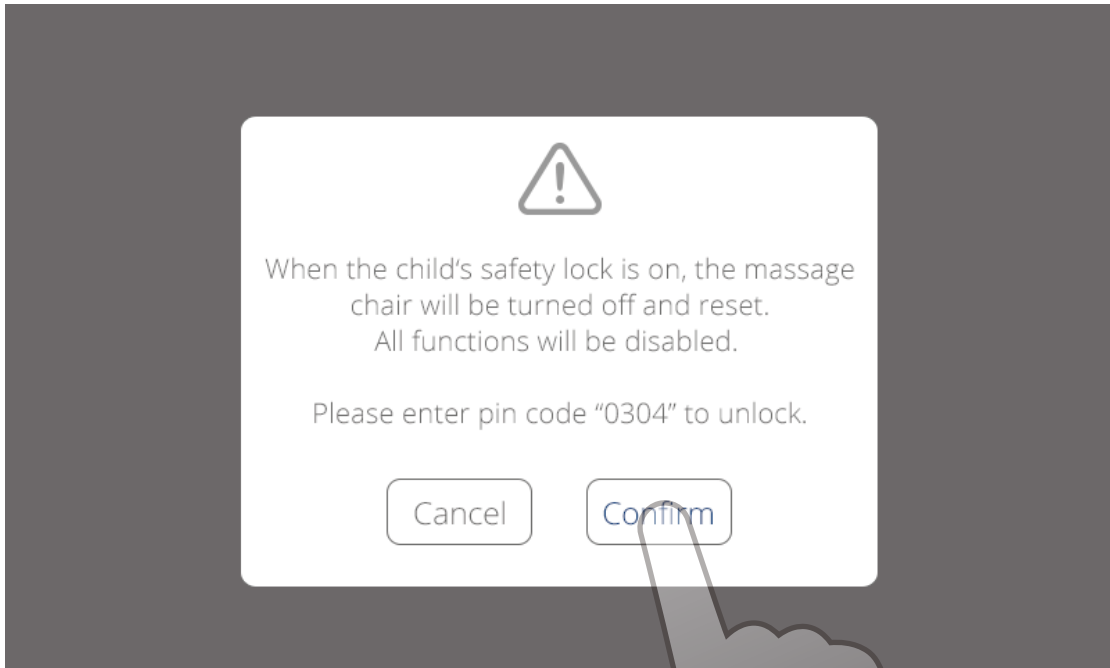 When the child‘s safety lock is on, the massage
chair will be turned off and reset.
All functions will be disabled.
Please enter pin code “0304” to unlock.
Cancel
Confirm